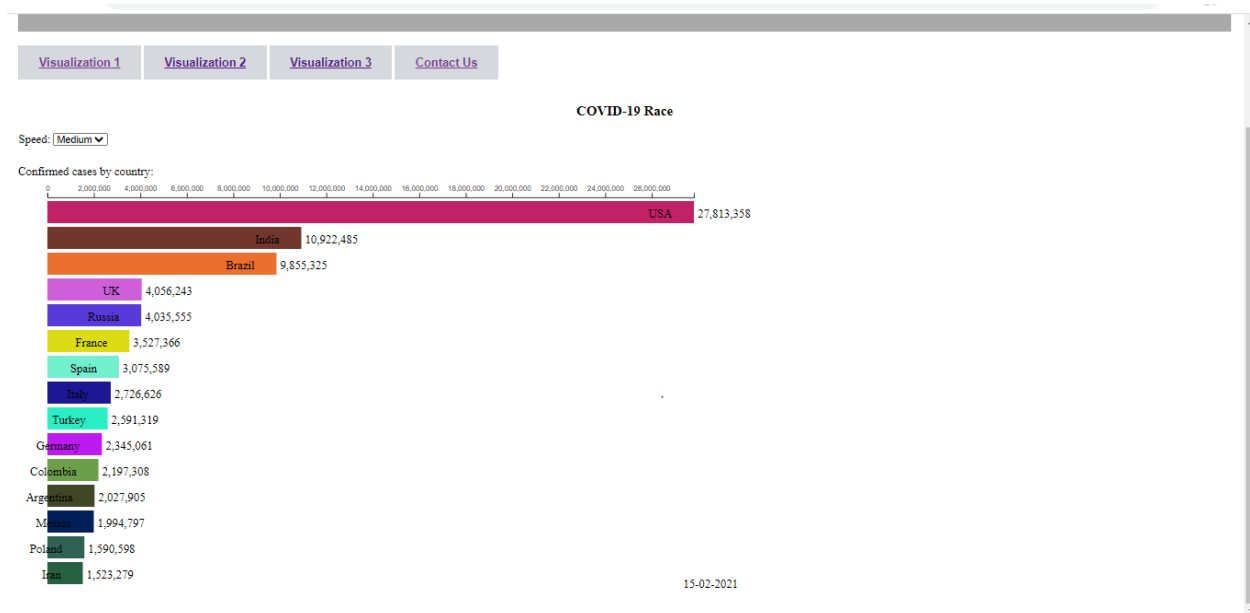 Visualization 1 Visualization 2 Visualization 3 Contact Us
COVID-19 Race
Speed: Medium
Confirmed cases by country:
0 2,000,000 4,000,000 6,000,000 8,000,000 10,000,000 12,000,000 14,000,000 16,000,000 18,000,000 20,000,000 22,000,000 24,000,000 26,000,000
USA 27,813,358
India 10,922,485
Brazil 9,855,325
UK 4,056,243
Russia 4,035,555
France 3,527,366
Spain 3,075,589
Italy 2,726,626
Turkey 2,591,319
Germany 2,345,061
Colombia 2,197,308
Argentina 2,027,905
Mexico 1,994,797
Poland 1,590,598
Iran 1,523,279
15-02-2021